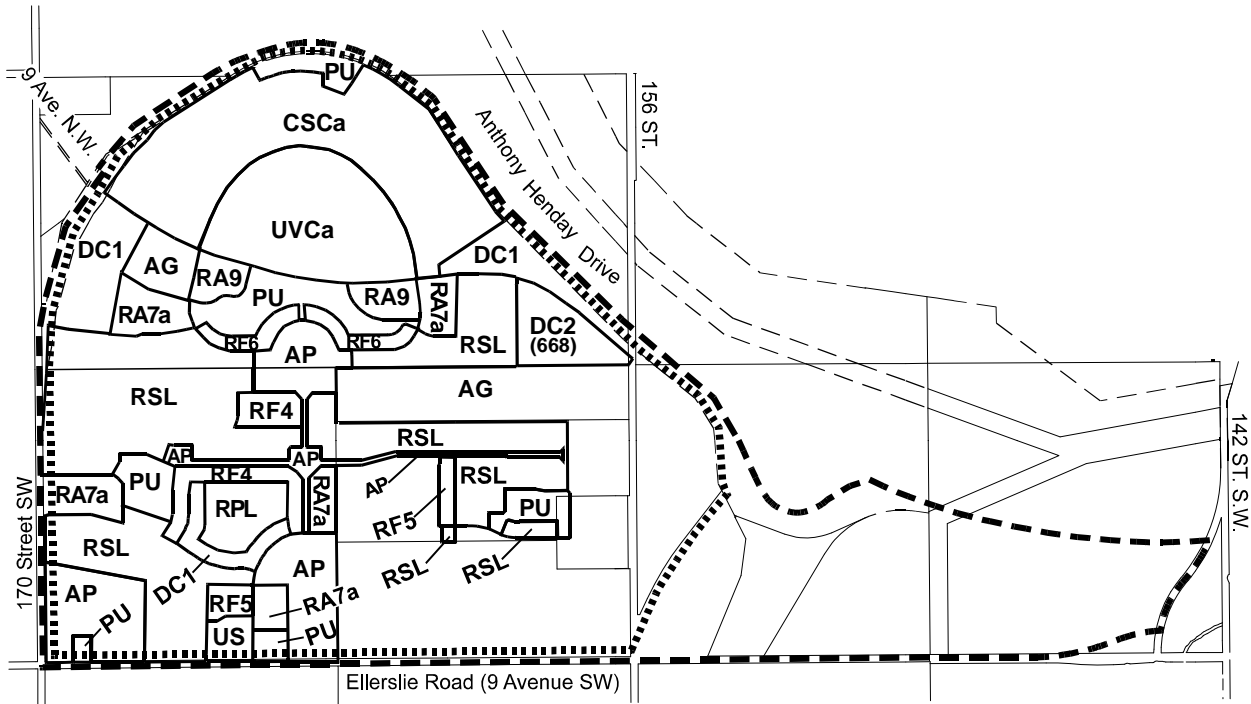 PU
9 Ave. N.W.
156 ST.
CSCa
Anthony Henday Drive
UVCa
DC1
DC1
AG
RA9
PU
RA9
RA7a
RA7a
RF6
RF6
AP
RSL
DC2
(668)
RSL
AG
RF4
RSL
AP
AP
AP
142 ST. S.W.
RA7a
PU
RF4
RPL
RA7a
RSL
RF5
PU
RSL
DC1
AP
RSL
RSL
170 Street SW
AP
PU
RF5
RA7a
US
PU
Ellerslie Road (9 Avenue SW)